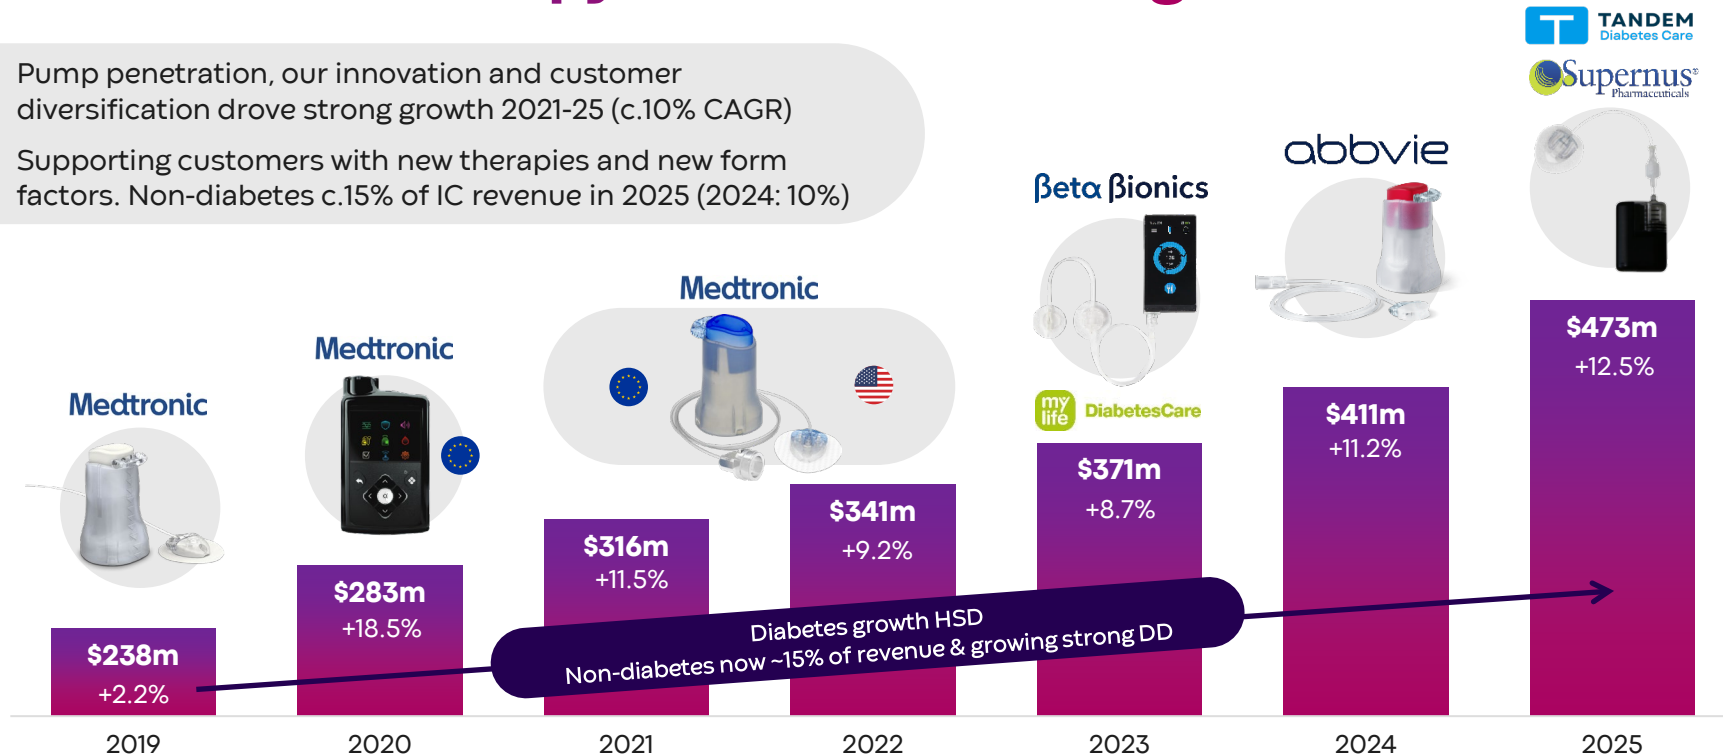 TANDEM
Diabetes Care
Supernus®
Pharmaceuticals
Pump penetration, our innovation and customer
diversification drove strong growth 2021-25 (c.10% CAGR)
Supporting customers with new therapies and new form
factors. Non-diabetes c.15% of IC revenue in 2025 (2024: 10%)
abbvie
Beta Bionics
Medtronic
Medtronic
Medtronic
my
life
DiabetesCare
$473m
+12.5%
$411m
+11.2%
$371m
+8.7%
$341m
+9.2%
$316m
+11.5%
$283m
+18.5%
$238m
+2.2%
Diabetes growth HSD
Non-diabetes now ~15% of revenue & growing strong DD
2019
2020
2021
2022
2023
2024
2025